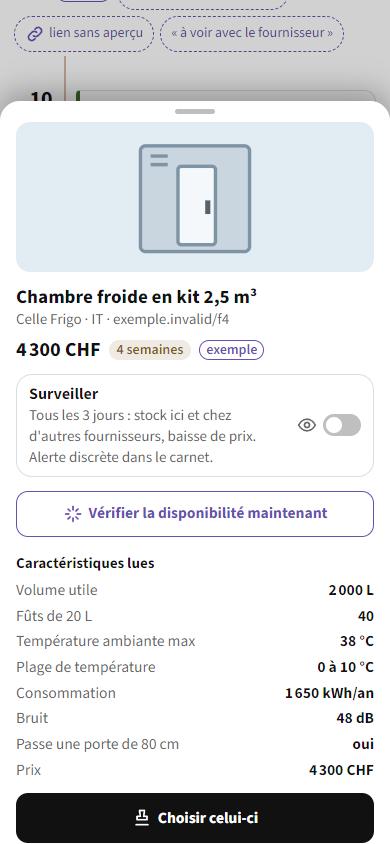 lien sans aperçu
« à voir avec le fournisseur »
10
Chambre froide en kit 2,5 m³
Celle Frigo · IT · exemple.invalid/f4
4 300 CHF
4 semaines
exemple
Surveiller
Tous les 3 jours : stock ici et chez
d'autres fournisseurs, baisse de prix.
Alerte discrète dans le carnet.
Vérifier la disponibilité maintenant
Caractéristiques lues
Volume utile 2 000 L
Fûts de 20 L 40
Température ambiante max 38 °C
Plage de température 0 à 10 °C
Consommation 1 650 kWh/an
Bruit 48 dB
Passe une porte de 80 cm oui
Prix 4 300 CHF
Choisir celui-ci